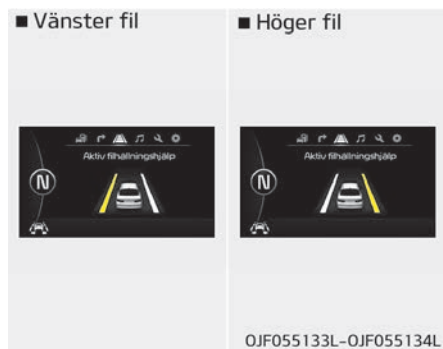 ■ Vänster fil
Aktiv filhållningshjälp
N
■ Höger fil
Aktiv filhållningshjälp
N
OJF055133L-OJF055134L